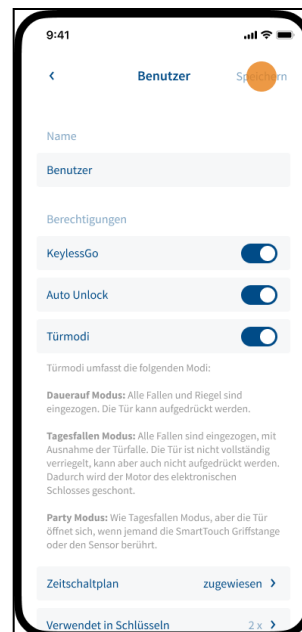 9:41
Benutzer
Speichern
Name
Benutzer
Berechtigungen
KeylessGo
Auto Unlock
Türmodi
Türmodi umfasst die folgenden Modi:
Dauerauf Modus: Alle Fallen und Riegel sind
eingezogen. Die Tür kann aufgedrückt werden.
Tagesfallen Modus: Alle Fallen sind eingezogen, mit
Ausnahme der Türfalle. Die Tür ist nicht vollständig
verriegelt, kann aber auch nicht aufgedrückt werden.
Dadurch wird der Motor des elektronischen
Schlosses geschont.
Party Modus: Wie Tagesfallen Modus, aber die Tür
öffnet sich, wenn jemand die SmartTouch Griffstange
oder den Sensor berührt.
Zeitschaltplan zugewiesen
Verwendet in Schlüsseln 2 x